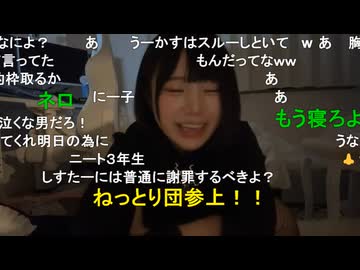 なによ？ あ うーかすはスルーしといて w あ 胸
言ってた もんだってなww
枠取るか あ
ネロ に一子 あ
泣くな男だろ！ もう寝ろよ
てくれ明日の為に うな
ニート３年生
しすたーには普通に謝罪するべきよ？
ねっとり団参上！！